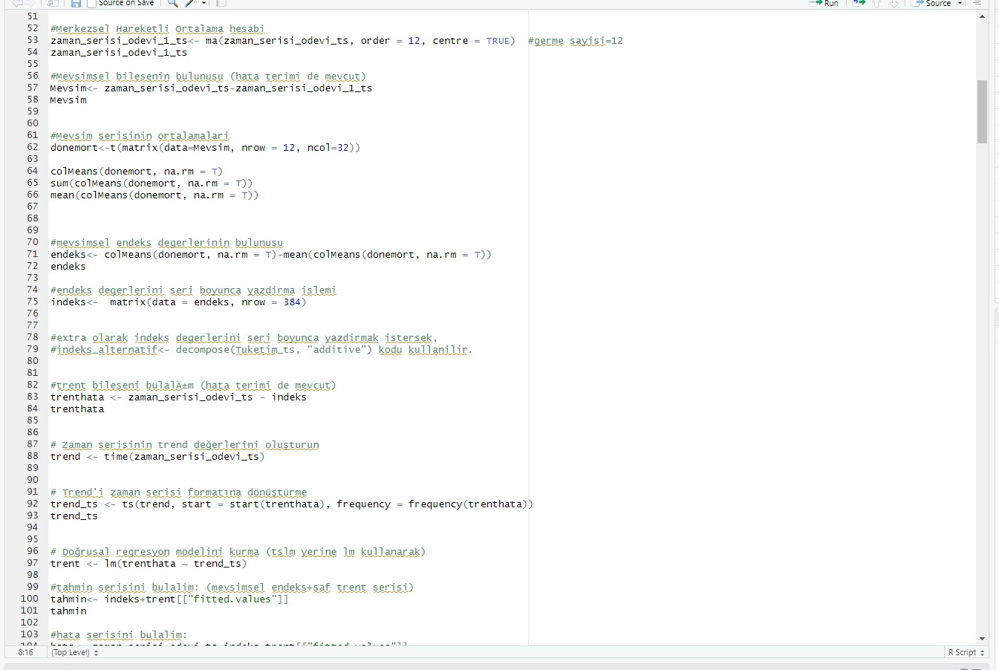 Source on Save
Run
Source
51
52 #Merkezsel Hareketli Ortalama hesabi
53 zaman_serisi_odevi_1_ts<- ma(zaman_serisi_odevi_ts, order = 12, centre = TRUE)  #germe sayisi=12
54 zaman_serisi_odevi_1_ts
55
56 #Mevsimsel bilesenin bulunusu (hata terimi de mevcut)
57 Mevsim<- zaman_serisi_odevi_ts-zaman_serisi_odevi_1_ts
58 Mevsim
59
60
61 #Mevsim serisinin ortalamalari
62 donemort<-t(matrix(data=Mevsim, nrow = 12, ncol=32))
63
64 colMeans(donemort, na.rm = T)
65 sum(colMeans(donemort, na.rm = T))
66 mean(colMeans(donemort, na.rm = T))
67
68
69
70 #mevsimsel endeks degerlerinin bulunusu
71 endeks<- colMeans(donemort, na.rm = T)-mean(colMeans(donemort, na.rm = T))
72 endeks
73
74 #endeks degerlerini seri boyunca yazdirma islemi
75 indeks<-  matrix(data = endeks, nrow = 384)
76
77
78 #extra olarak indeks degerlerini seri boyunca yazdirmak istersek,
79 #indeks_alternatif<- decompose(Tuketim_ts, "additive") kodu kullanilir.
80
81
82 #trent bileseni bulalÄ±m (hata terimi de mevcut)
83 trenthata <- zaman_serisi_odevi_ts - indeks
84 trenthata
85
86
87 # Zaman serisinin trend değerlerini oluşturun
88 trend <- time(zaman_serisi_odevi_ts)
89
90
91 # Trend'i zaman serisi formatına dönüştürme
92 trend_ts <- ts(trend, start = start(trenthata), frequency = frequency(trenthata))
93 trend_ts
94
95
96 # Doğrusal regresyon modelini kurma (tslm yerine lm kullanarak)
97 trent <- lm(trenthata ~ trend_ts)
98
99 #tahmin serisini bulalim: (mevsimsel endeks+saf trent serisi)
100 tahmin<- indeks+trent[["fitted.values"]]
101 tahmin
102
103 #hata serisini bulalim:
8:16 (Top Level) R Script